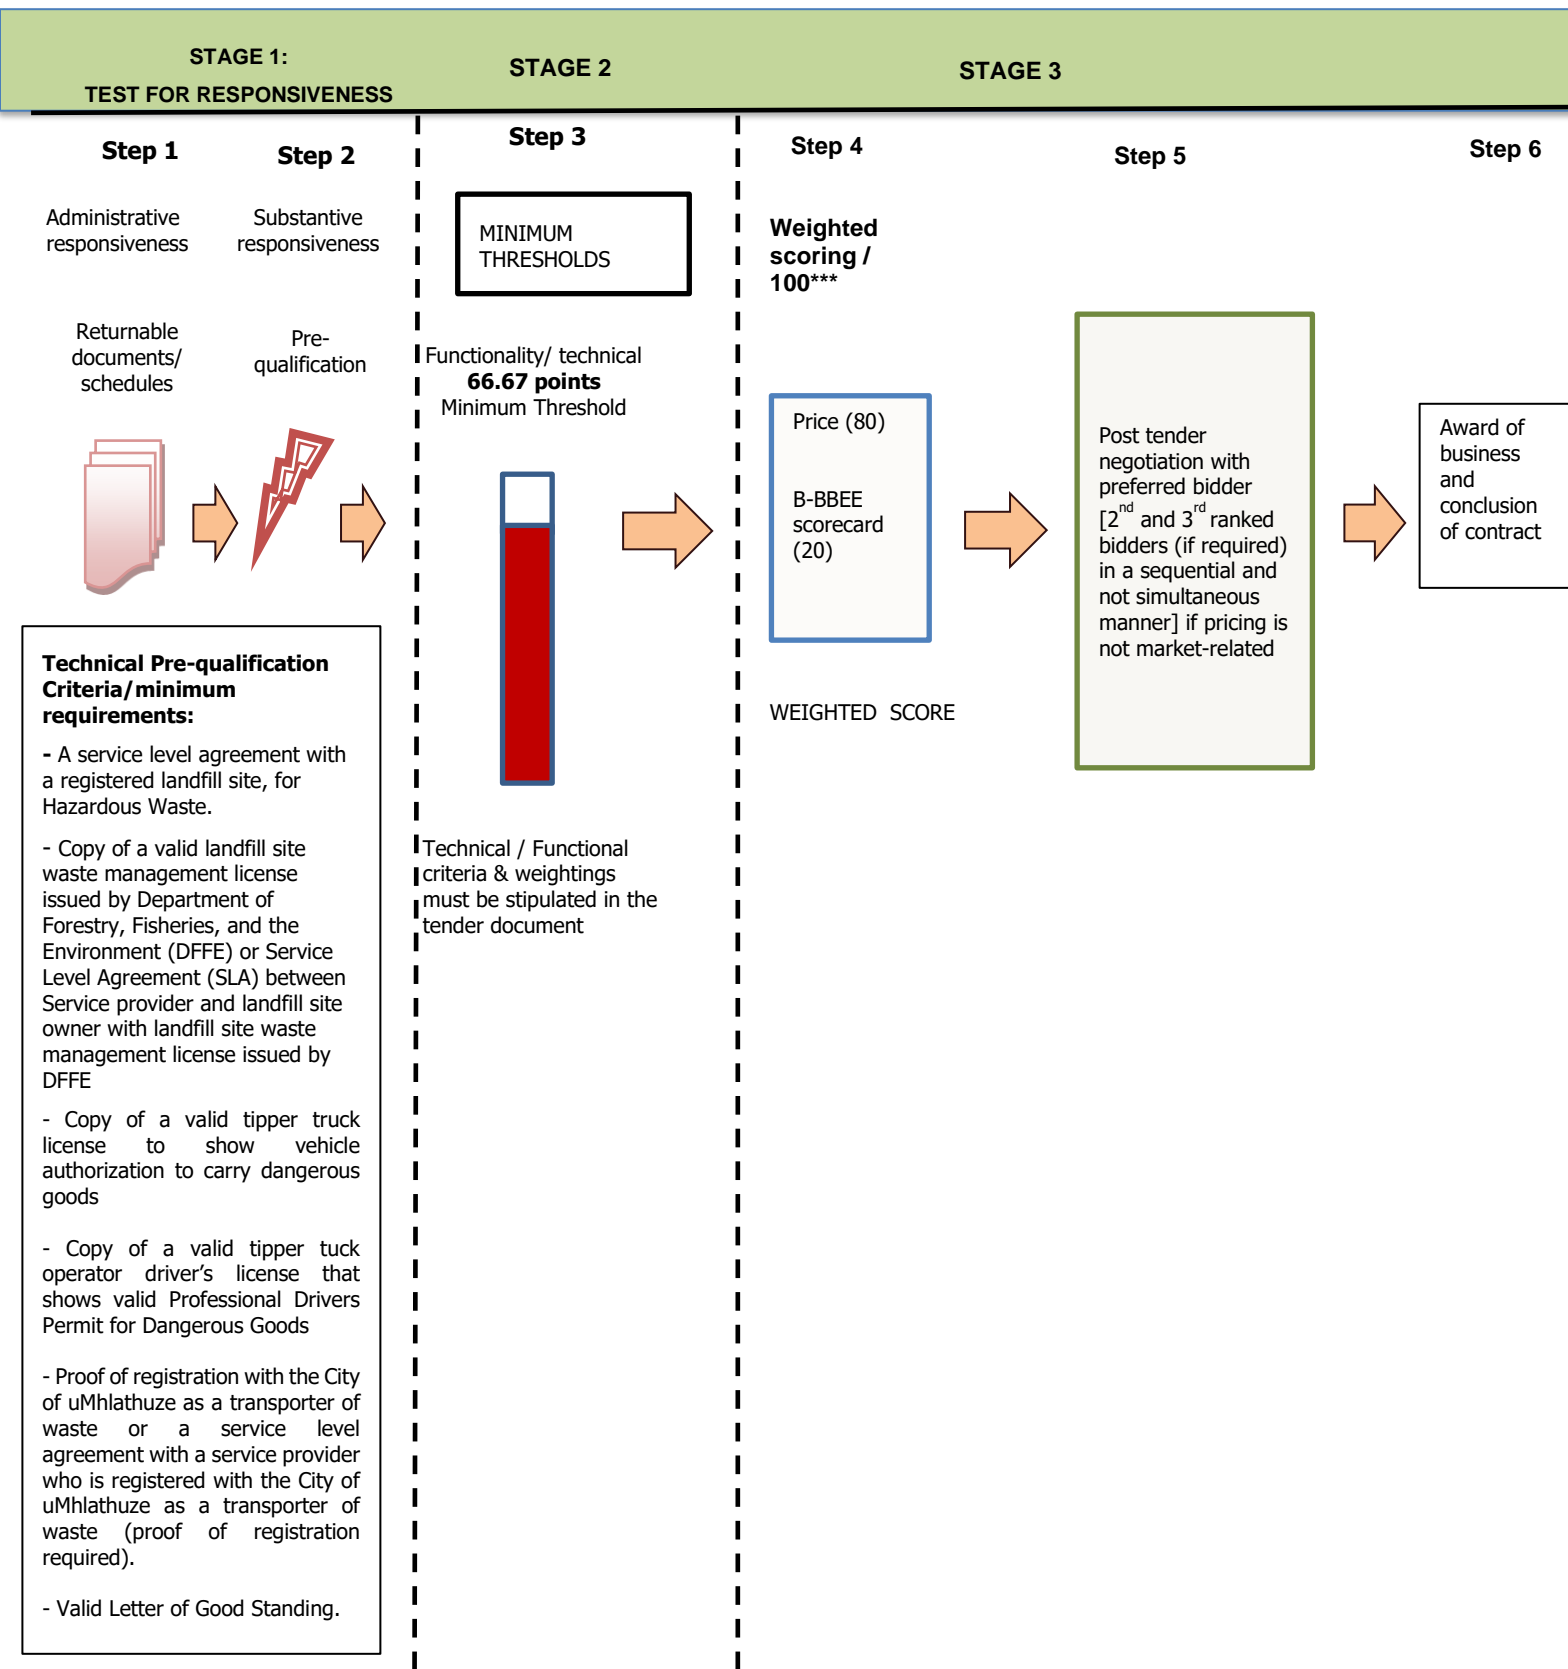 STAGE 1:
TEST FOR RESPONSIVENESS
STAGE 2
STAGE 3
Step 1
Administrative
responsiveness
Returnable
documents/
schedules
Step 2
Substantive
responsiveness
Pre-
qualification
Technical Pre-qualification
Criteria/minimum
requirements:
- A service level agreement with
a registered landfill site, for
Hazardous Waste.
- Copy of a valid landfill site
waste management license
issued by Department of
Forestry, Fisheries, and the
Environment (DFFE) or Service
Level Agreement (SLA) between
Service provider and landfill site
owner with landfill site waste
management license issued by
DFFE
- Copy of a valid tipper truck
license to show vehicle
authorization to carry dangerous
goods
- Copy of a valid tipper tuck
operator driver’s license that
shows valid Professional Drivers
Permit for Dangerous Goods
- Proof of registration with the City
of uMhlathuze as a transporter of
waste or a service level
agreement with a service provider
who is registered with the City of
uMhlathuze as a transporter of
waste (proof of registration
required).
- Valid Letter of Good Standing.
Step 3
MINIMUM
THRESHOLDS
Functionality/ technical
66.67 points
Minimum Threshold
Technical / Functional
criteria & weightings
must be stipulated in the
tender document
Step 4
Weighted
scoring /
100***
Price (80)
B-BBEE
scorecard
(20)
WEIGHTED SCORE
Step 5
Post tender
negotiation with
preferred bidder
[2nd and 3rd ranked
bidders (if required)
in a sequential and
not simultaneous
manner] if pricing is
not market-related
Step 6
Award of
business
and
conclusion
of contract